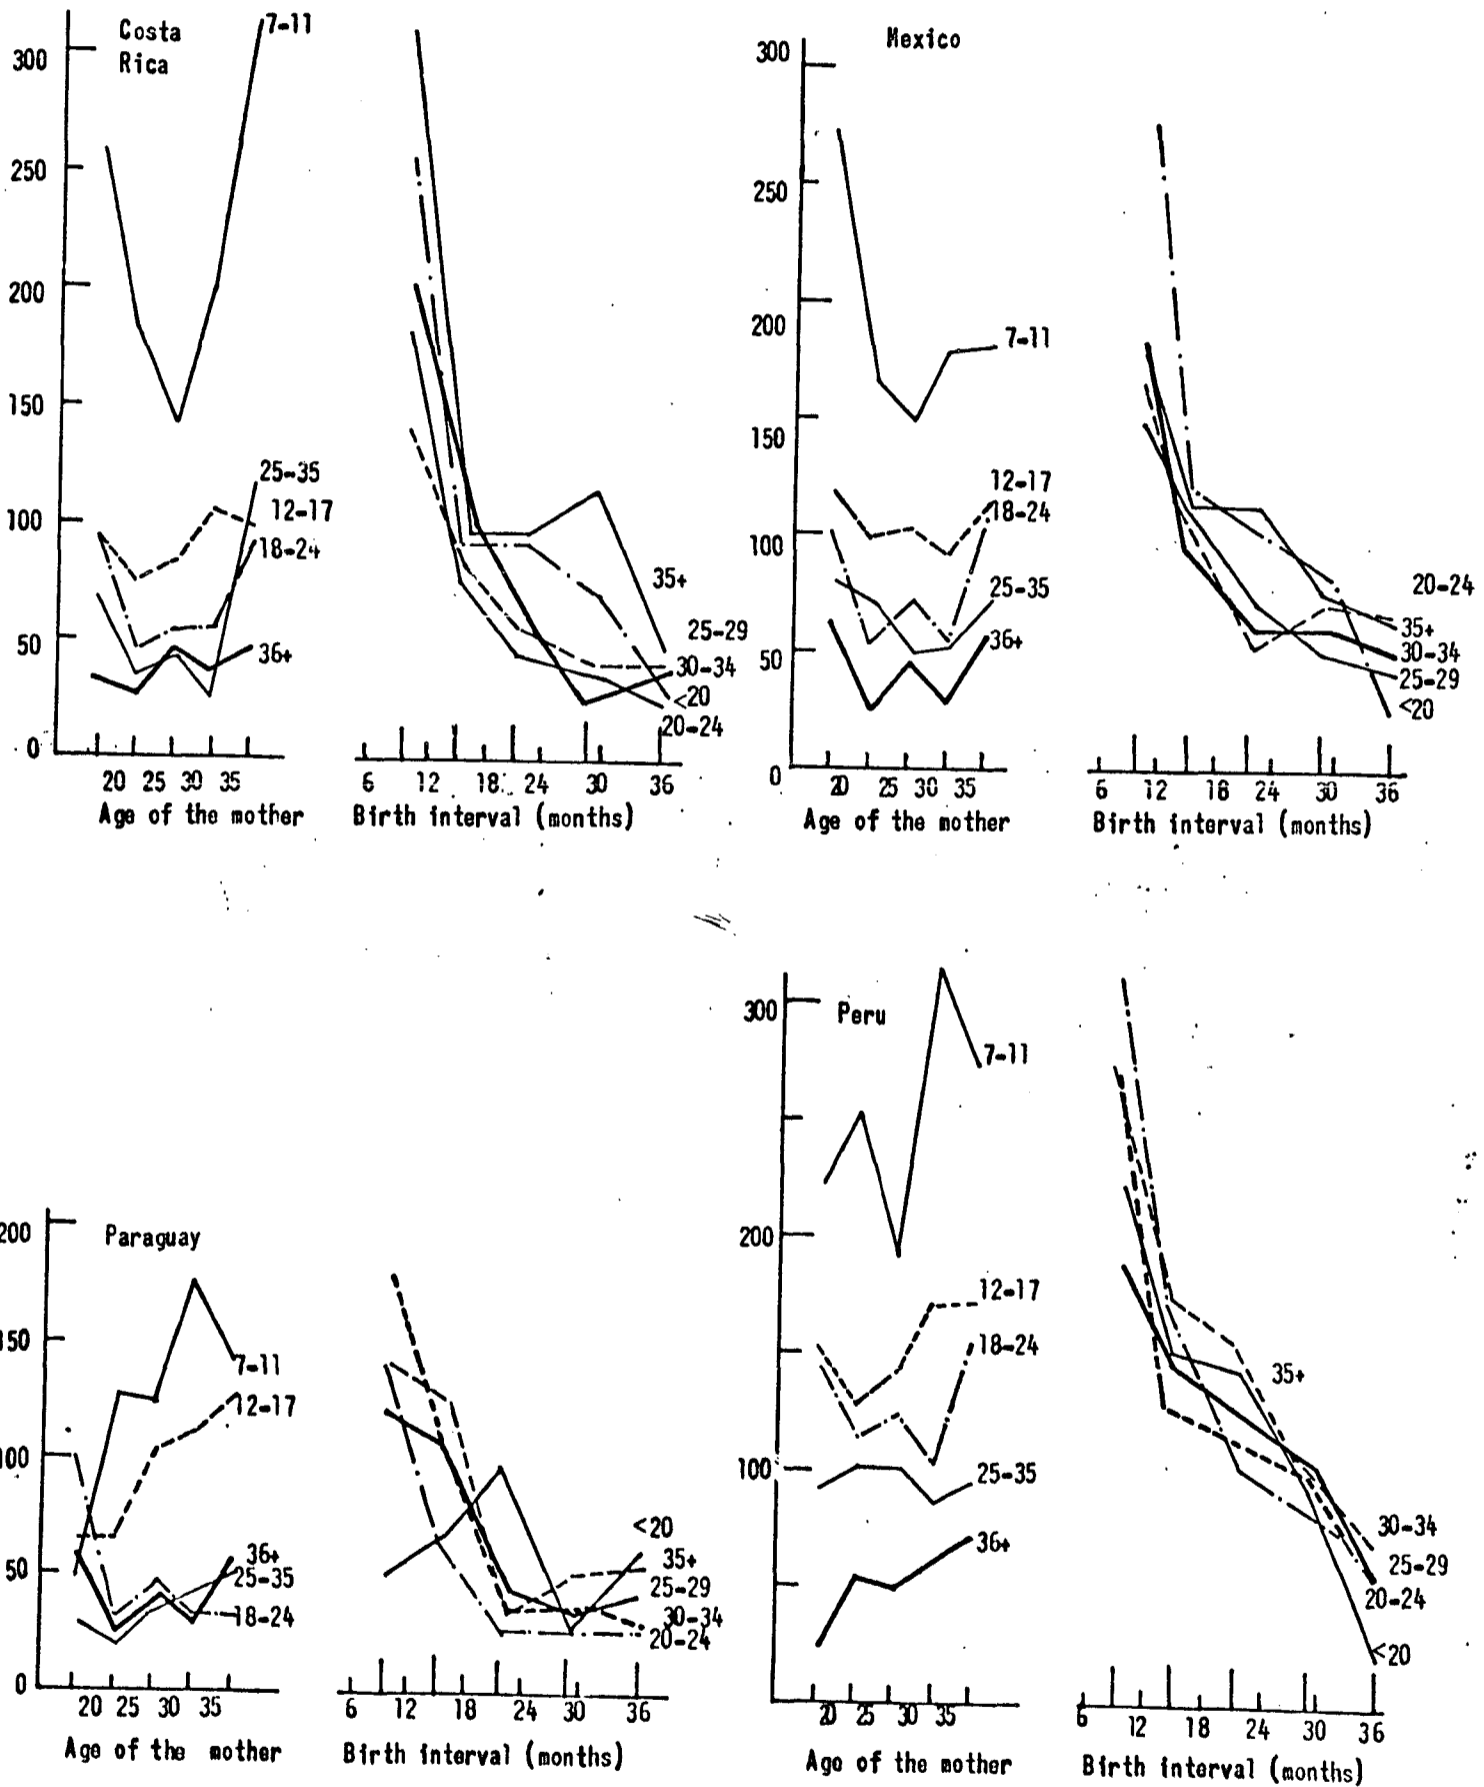 Costa
Rica
300
250
200
150
100
50
0
7-11
25-35
12-17
18-24
36+
20 25 30 35
Age of the mother
35+
25-29
30-34
<20
20-24
6 12 18 24 30 36
Birth interval (months)
Mexico
300
250
200
150
100
50
0
7-11
12-17
18-24
25-35
36+
20 25 30 35
Age of the mother
20-24
35+
30-34
25-29
<20
6 12 18 24 30 36
Birth interval (months)
Paraguay
200
150
100
50
0
7-11
12-17
36+
25-35
18-24
20 25 30 35
Age of the mother
<20
35+
25-29
30-34
20-24
6 12 18 24 30 36
Birth interval (months)
Peru
300
200
100
7-11
12-17
18-24
25-35
36+
20 25 30 35
Age of the mother
35+
30-34
25-29
20-24
<20
6 12 18 24 30 36
Birth interval (months)